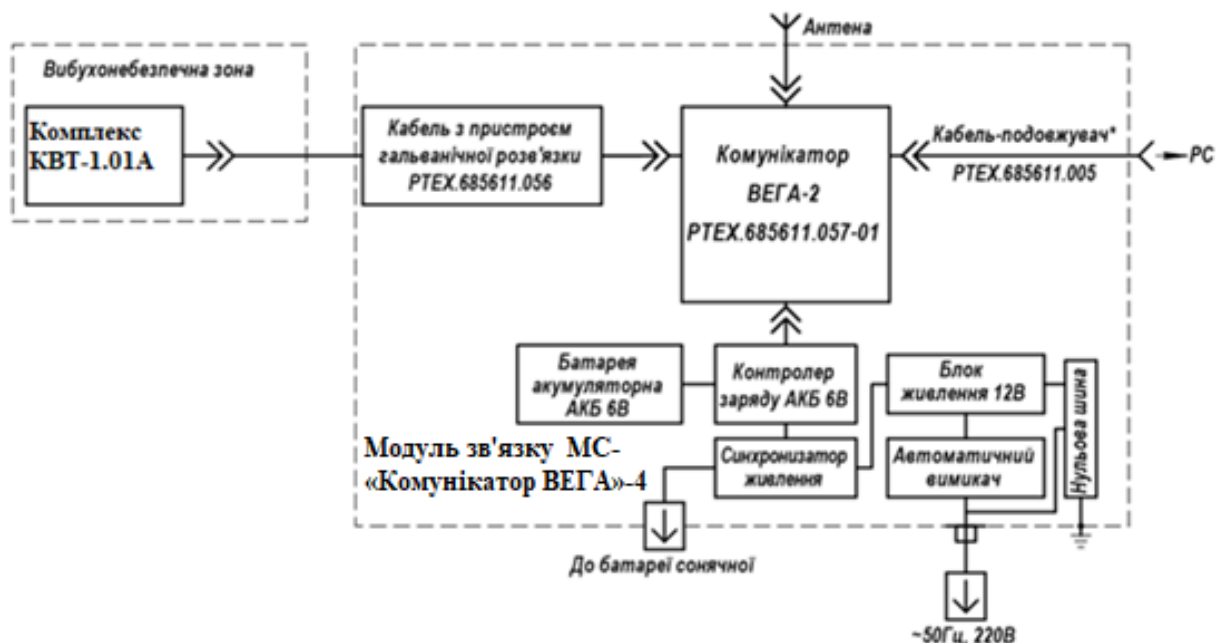 Антена
Вибухонебезпечна зона
Комплекс
КВТ-1.01А
Кабель з пристроєм
гальванічної розв'язки
РТЕХ.685611.056
Комунікатор
ВЕГА-2
РТЕХ.685611.057-01
Кабель-подовжувач*
РТЕХ.685611.005
РС
Батарея
акумуляторна
АКБ 6В
Контролер
заряду АКБ 6В
Блок
живлення 12В
Нульова шина
Модуль зв'язку МС-
«Комунікатор ВЕГА»-4
Синхронизатор
живлення
Автоматичний
вимикач
До батареї сонячної
~50Гц, 220В